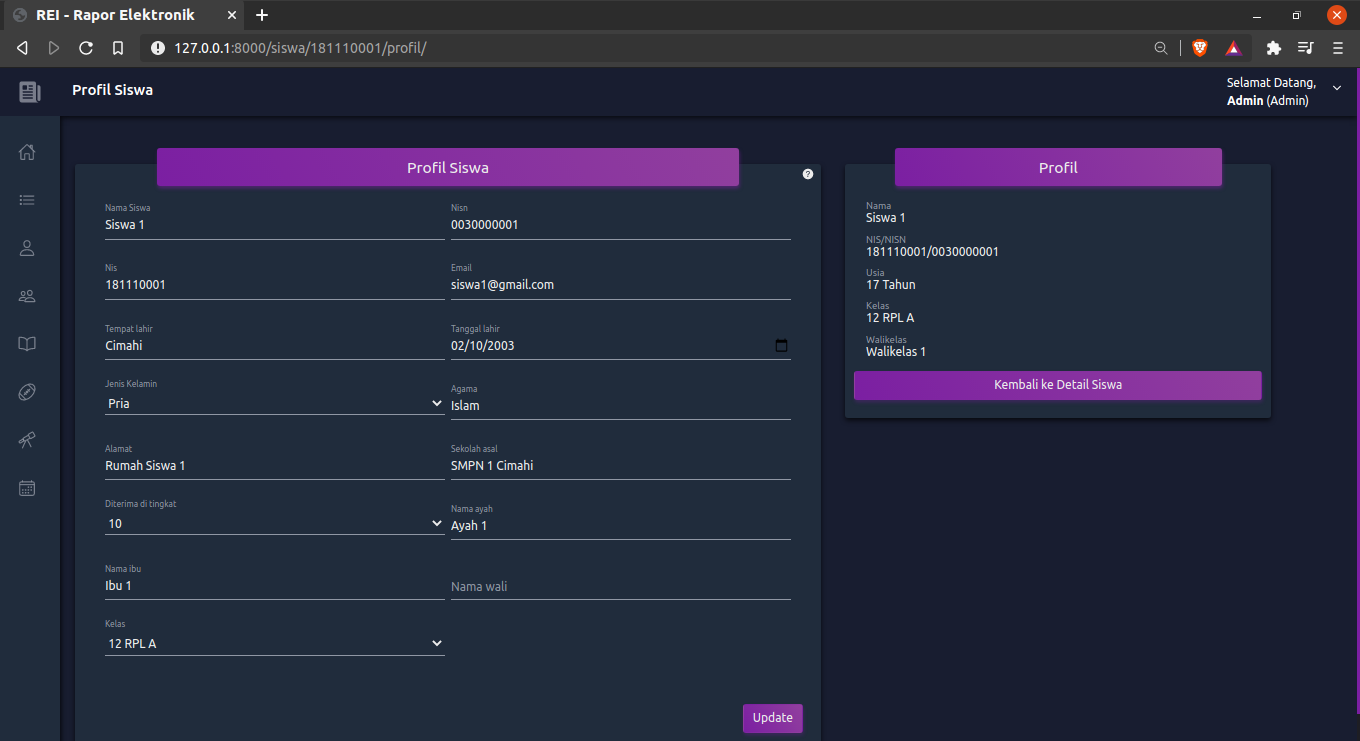 REI - Rapor Elektronik
127.0.0.1:8000/siswa/181110001/profil/
Profil Siswa
Selamat Datang,
Admin (Admin)
Profil Siswa
Nama Siswa
Siswa 1
Nisn
0030000001
Nis
181110001
Email
siswa1@gmail.com
Tempat lahir
Cimahi
Tanggal lahir
02/10/2003
Jenis Kelamin
Pria
Agama
Islam
Alamat
Rumah Siswa 1
Sekolah asal
SMPN 1 Cimahi
Diterima di tingkat
10
Nama ayah
Ayah 1
Nama ibu
Ibu 1
Nama wali
Kelas
12 RPL A
Update
Profil
Nama
Siswa 1
NIS/NISN
181110001/0030000001
Usia
17 Tahun
Kelas
12 RPL A
Walikelas
Walikelas 1
Kembali ke Detail Siswa